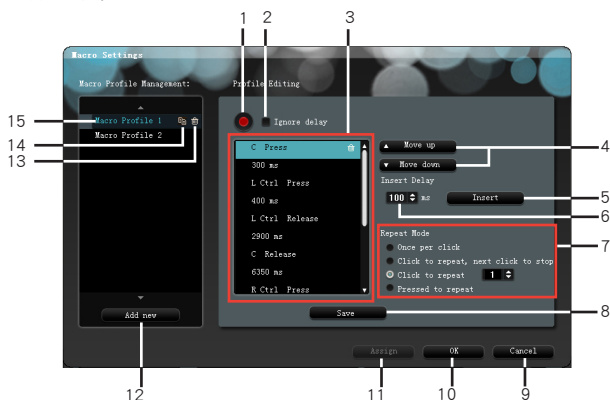 1 2 3
Macro Settings
Macro Profile Management:
Profile Editing
15
Macro Profile 1
14
Macro Profile 2
13
Ignore delay
C Press
300 ms
L Ctrl Press
400 ms
L Ctrl Release
2900 ms
C Release
6350 ms
R Ctrl Press
Move up
Move down
4
Insert Delay
100 ms
Insert
5
6
Repeat Mode
7
Once per click
Click to repeat, next click to stop
Click to repeat 1
Pressed to repeat
Add new
Save
8
Assign
OK
Cancel
12 11 10 9